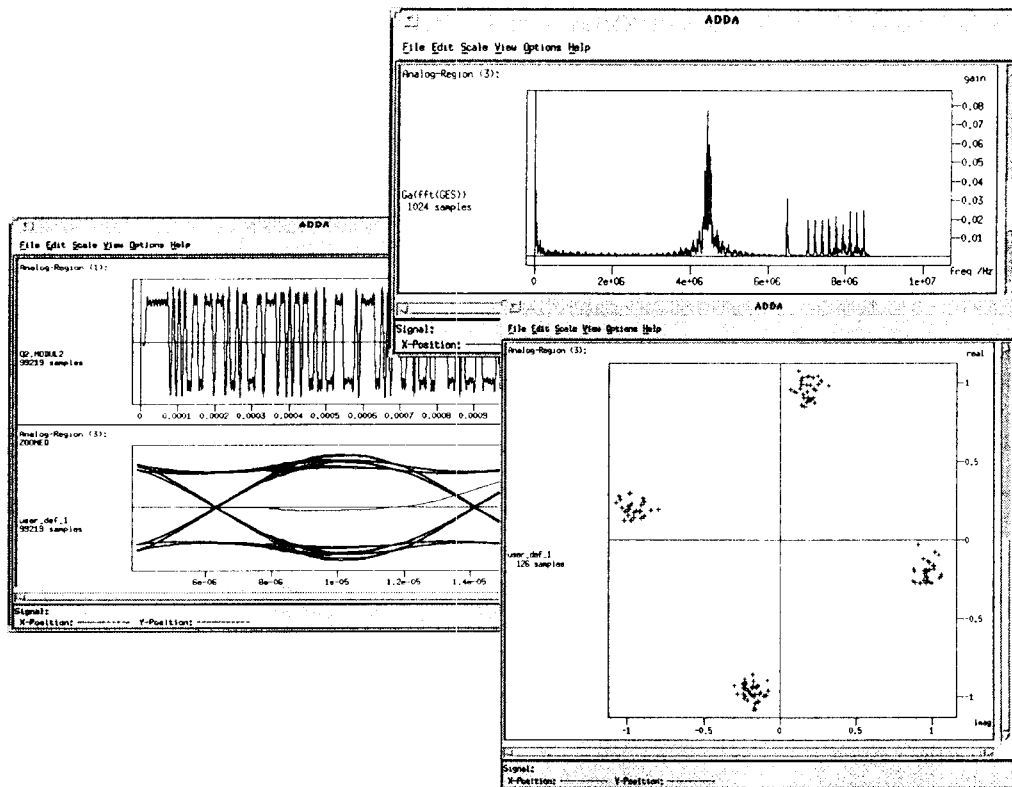 ADDA
File Edit Scale View Options Help
Analog-Region (3):
gain
0.08
0.07
0.06
0.05
0.04
0.03
0.02
0.01
Ga(fft(GES))
1024 samples
0 2e+06 4e+06 6e+06 8e+06 1e+07
Freq /Hz
Signal:
X-Position:
ADDA
File Edit Scale View Options Help
Analog-Region (1):
Q2.MODUL2
99219 samples
0 0.0001 0.0002 0.0003 0.0004 0.0005 0.0006 0.0007 0.0008 0.0009
Analog-Region (3):
ZOOMED
user_def_1
99219 samples
6e-06 8e-06 1e-05 1.2e-05 1.4e-05
Signal:
X-Position: Y-Position:
ADDA
File Edit Scale View Options Help
Analog-Region (3):
real
1
0.5
0
-0.5
-1
user_def_1
126 samples
imag
-1 -0.5 0 0.5 1
Signal:
X-Position: Y-Position: